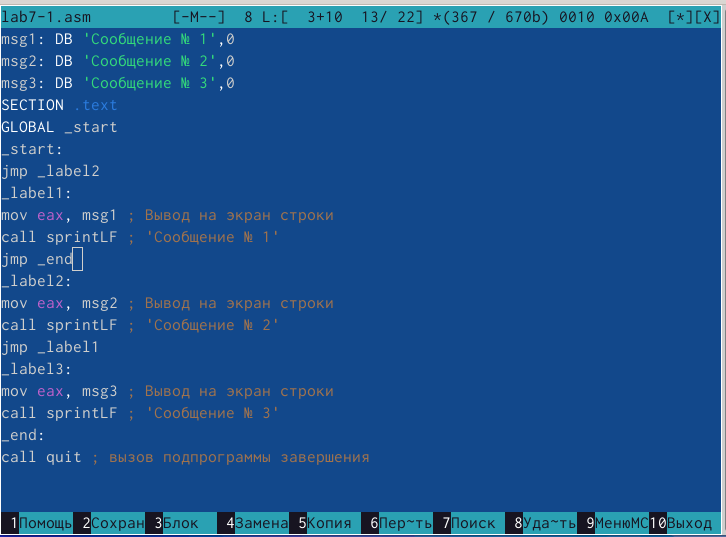 lab7-1.asm [-M--] 8 L:[ 3+10 13/ 22] *(367 / 670b) 0010 0x00A [*][X]
msg1: DB 'Сообщение № 1',0
msg2: DB 'Сообщение № 2',0
msg3: DB 'Сообщение № 3',0
SECTION .text
GLOBAL _start
_start:
jmp _label2
_label1:
mov eax, msg1 ; Вывод на экран строки
call sprintLF ; 'Сообщение № 1'
jmp _end
_label2:
mov eax, msg2 ; Вывод на экран строки
call sprintLF ; 'Сообщение № 2'
jmp _label1
_label3:
mov eax, msg3 ; Вывод на экран строки
call sprintLF ; 'Сообщение № 3'
_end:
call quit ; вызов подпрограммы завершения
1Помощь 2Сохран 3Блок 4Замена 5Копия 6Пер~ть 7Поиск 8Уда~ть 9МенюMC 10Выход